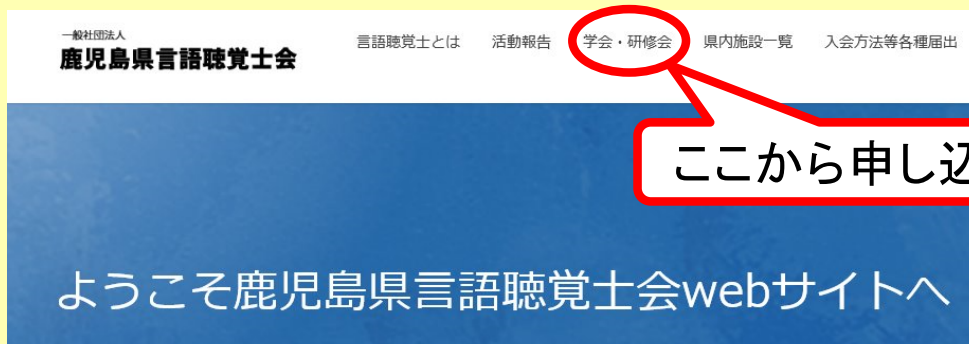 一般社団法人
鹿児島県言語聴覚士会
言語聴覚士とは 活動報告 学会・研修会 県内施設一覧 入会方法等各種届出
ここから申し込
ようこそ鹿児島県言語聴覚士会webサイトへ